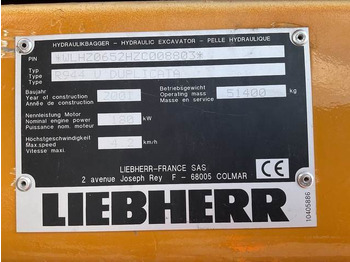 HYDRAULIKBAGGER - HYDRAULIC EXCAVATOR - PELLE HYDRAULIQUE
PIN *WLHZ0652HZC008803*
Typ
Type
Type R944 V DUPLICATA
Baujahr
Year of construction
Année de construction
Betriebsgewicht
Operating mass 51400 kg
Masse en service
Nennleistung Motor
Nominal engine power kW
Puissance nom. moteur
Höchstgeschwindigkeit
Max.speed km/h
Vitesse maxi.
LIEBHERR-FRANCE SAS
2 avenue Joseph Rey F - 68005 COLMAR
CE
LIEBHERR
10405886